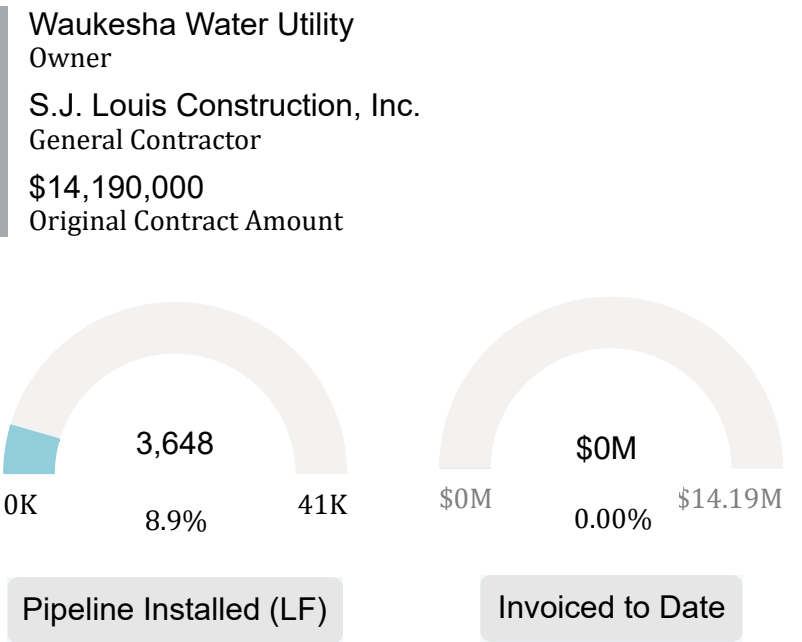 Waukesha Water Utility
Owner
S.J. Louis Construction, Inc.
General Contractor
$14,190,000
Original Contract Amount
3,648
0K
8.9%
41K
Pipeline Installed (LF)
$0M
$0M
0.00%
$14.19M
Invoiced to Date